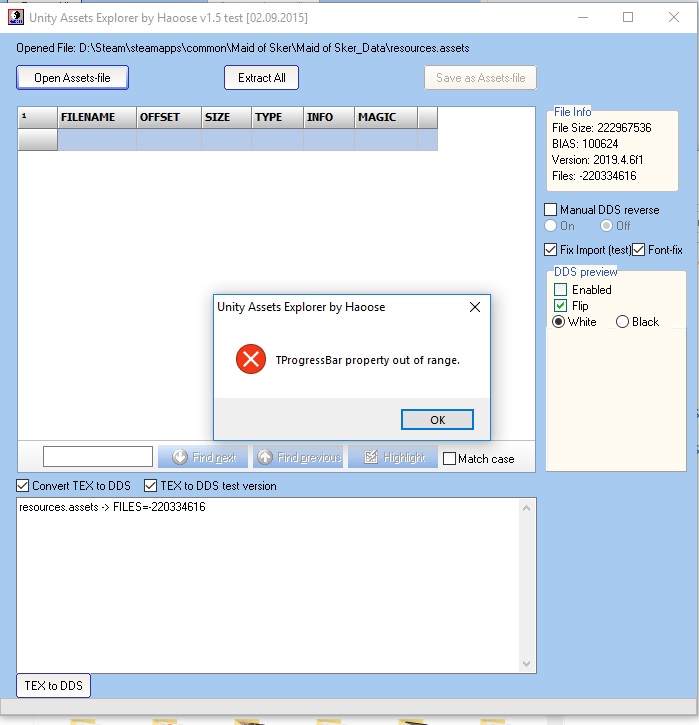 Unity Assets Explorer by Haoose v1.5 test [02.09.2015]
Opened File: D:\Steam\steamapps\common\Maid of Sker\Maid of Sker_Data\resources.assets
Open Assets-file
Extract All
Save as Assets-file
1 FILENAME OFFSET SIZE TYPE INFO MAGIC
File Info
File Size: 222967536
BIAS: 100624
Version: 2019.4.6f1
Files: -220334616
Manual DDS reverse
On Off
Fix Import (test) Font-fix
DDS preview
Enabled
Flip
White Black
Unity Assets Explorer by Haoose
TProgressBar property out of range.
OK
Find next Find previous Highlight Match case
Convert TEX to DDS TEX to DDS test version
resources.assets -> FILES=-220334616
TEX to DDS